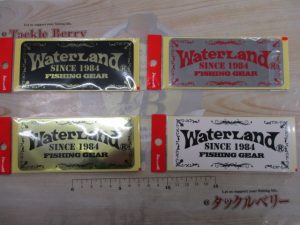 Tackle Berry
WaterLand
SINCE 1984
FISHING GEAR
WaterLand
SINCE 1984
FISHING GEAR
WaterLand
SINCE 1984
FISHING GEAR
WaterLand
SINCE 1984
FISHING GEAR
タックルベリー